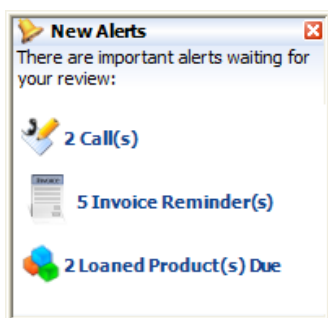 New Alerts
There are important alerts waiting for
your review:
2 Call(s)
Invoice
5 Invoice Reminder(s)
2 Loaned Product(s) Due